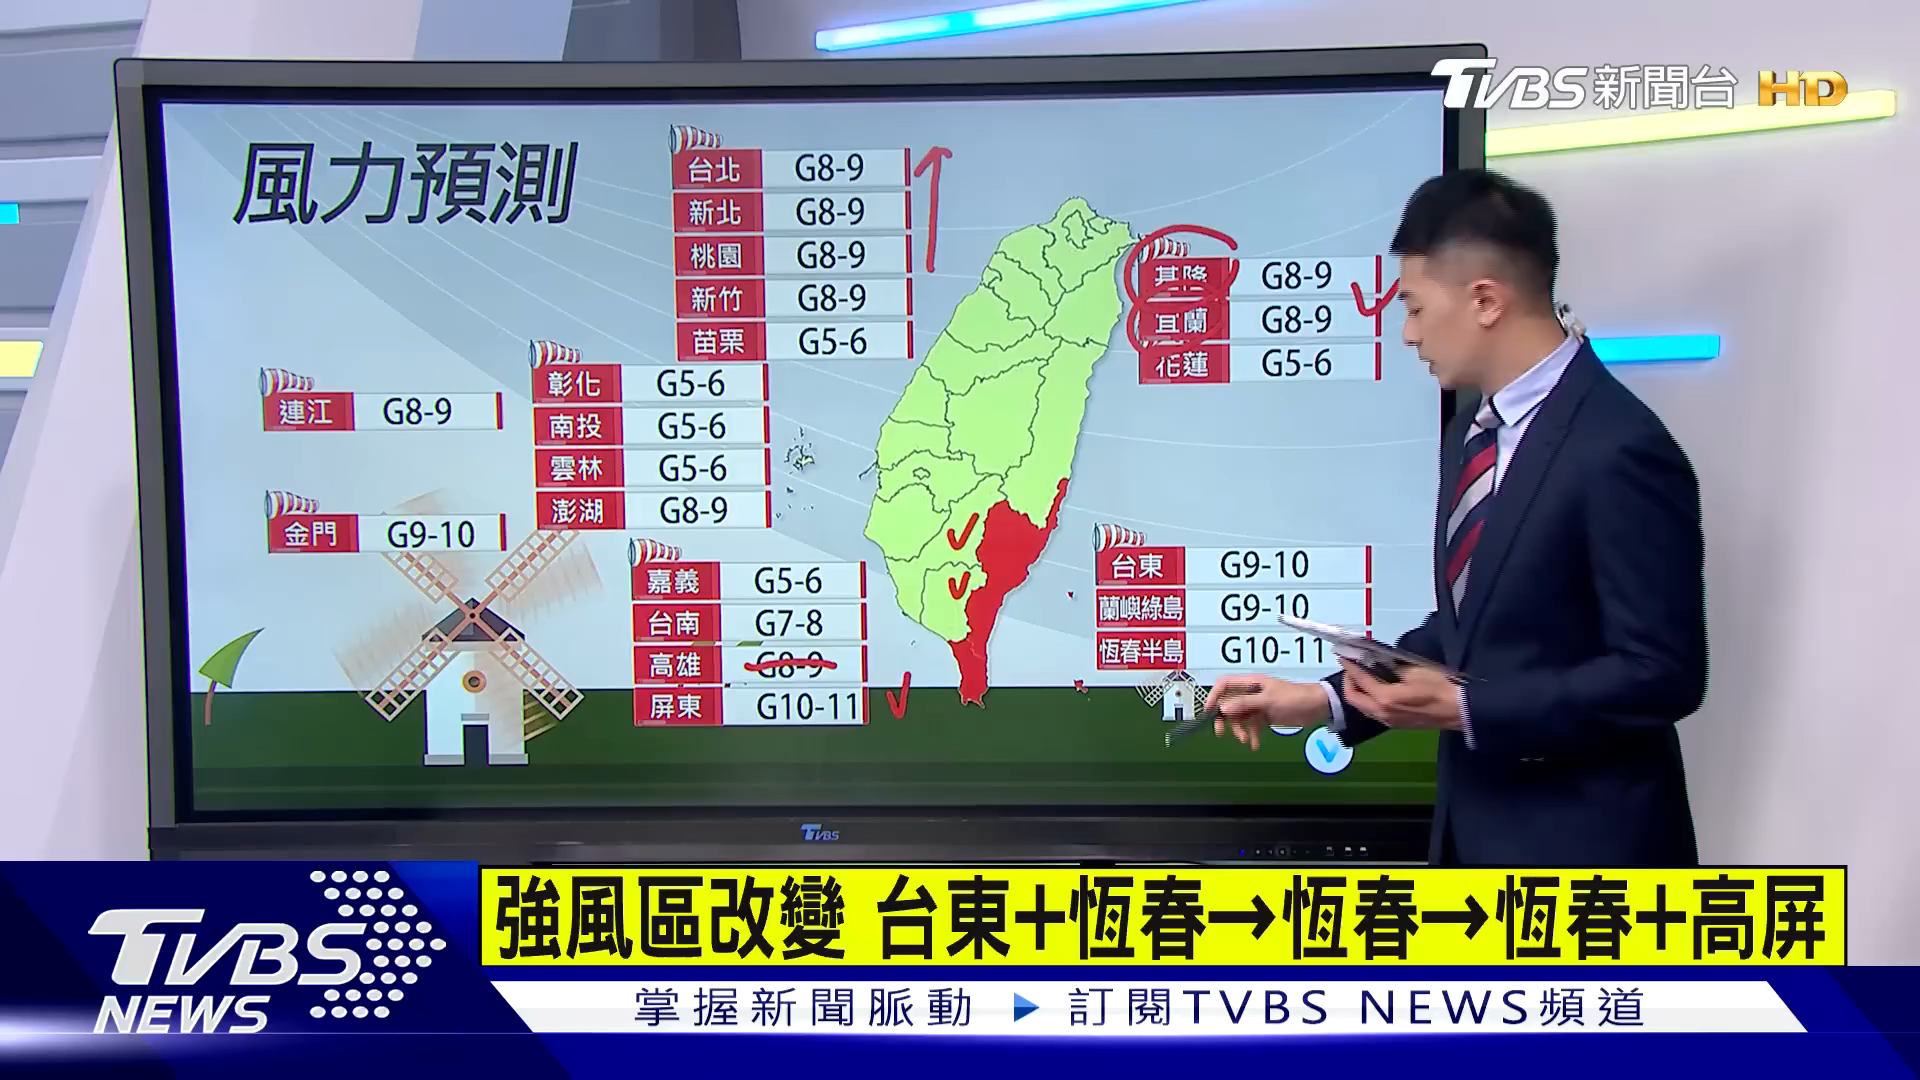 TVBS新聞台 HD
風力預測
台北 G8-9
新北 G8-9
桃園 G8-9
新竹 G8-9
苗栗 G5-6
基隆 G8-9
宜蘭 G8-9
花蓮 G5-6
連江 G8-9
彰化 G5-6
南投 G5-6
雲林 G5-6
澎湖 G8-9
金門 G9-10
嘉義 G5-6
台南 G7-8
高雄 G8-9
屏東 G10-11
台東 G9-10
蘭嶼綠島 G9-10
恆春半島 G10-11
TVBS
強風區改變 台東+恆春→恆春→恆春+高屏
TVBS
NEWS
掌握新聞脈動 ▶ 訂閱TVBS NEWS頻道